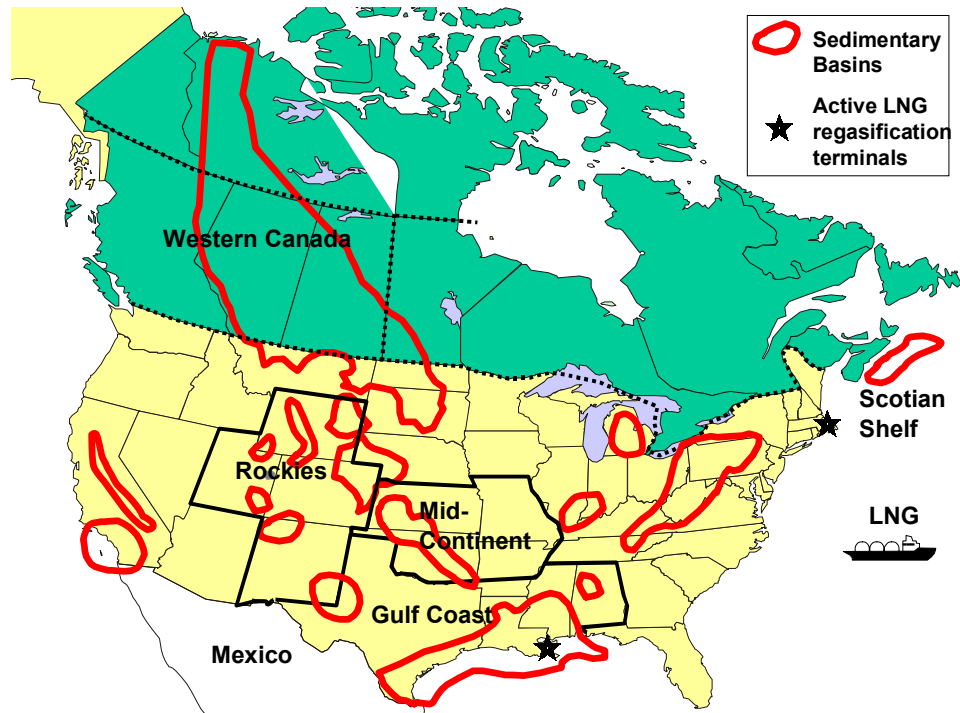 Sedimentary
Basins
Active LNG
regasification
terminals
Western Canada
Scotian
Shelf
Rockies
Mid-
Continent
LNG
Gulf Coast
Mexico